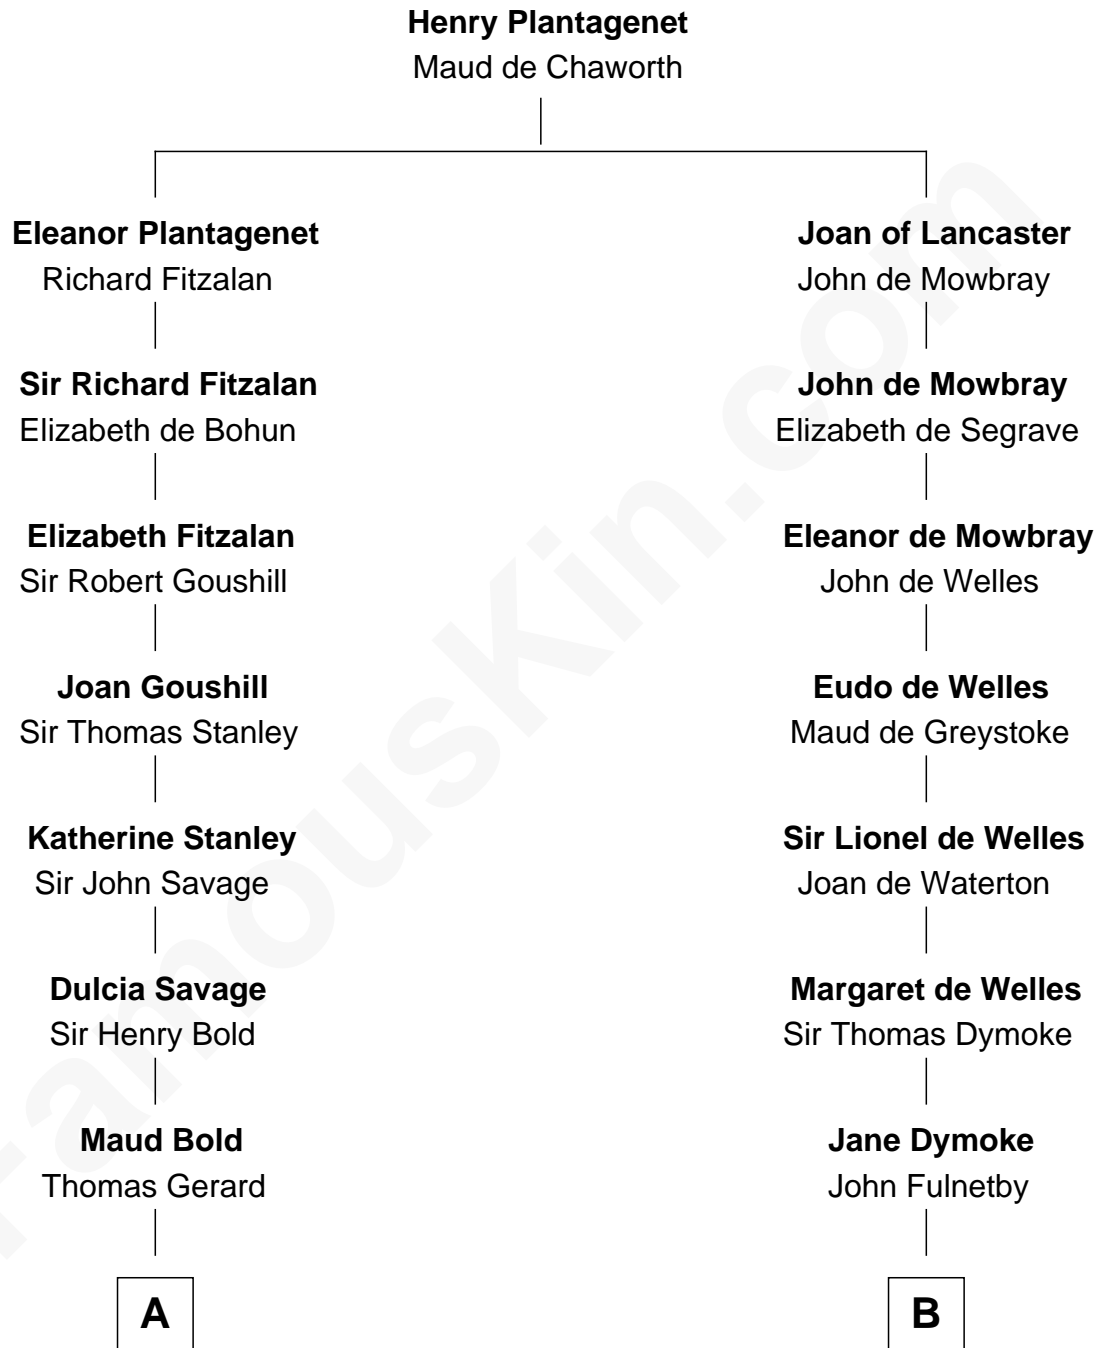 Henry Plantagenet
Maud de Chaworth
Eleanor Plantagenet
Richard Fitzalan
Joan of Lancaster
John de Mowbray
Sir Richard Fitzalan
Elizabeth de Bohun
John de Mowbray
Elizabeth de Segrave
Elizabeth Fitzalan
Sir Robert Goushill
Eleanor de Mowbray
John de Welles
Joan Goushill
Sir Thomas Stanley
Eudo de Welles
Maud de Greystoke
Katherine Stanley
Sir John Savage
Sir Lionel de Welles
Joan de Waterton
Dulcia Savage
Sir Henry Bold
Margaret de Welles
Sir Thomas Dymoke
Maud Bold
Thomas Gerard
Jane Dymoke
John Fulnetby
A
B
FamousKin.com